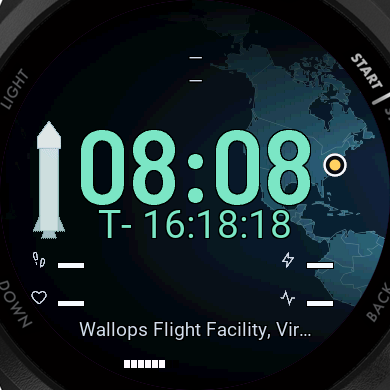 LIGHT
START
08:08
T- 16:18:18
DOWN
BACK
Wallops Flight Facility, Vir...